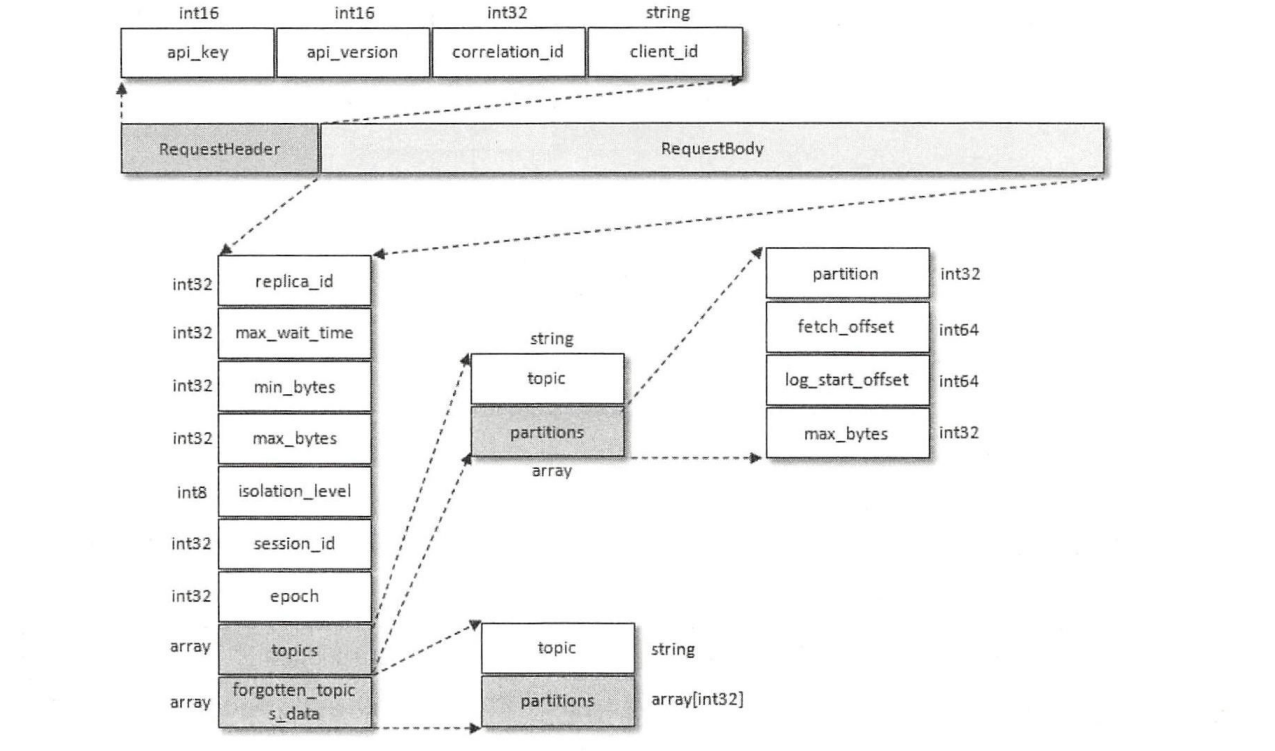 int16 int16 int32 string
api_key api_version correlation_id client_id
RequestHeader RequestBody
int32 replica_id
int32 max_wait_time
int32 min_bytes
int32 max_bytes
int8 isolation_level
int32 session_id
int32 epoch
array topics
array forgotten_topic
s_data
string
topic
partitions
array
partition int32
fetch_offset int64
log_start_offset int64
max_bytes int32
topic string
partitions array[int32]